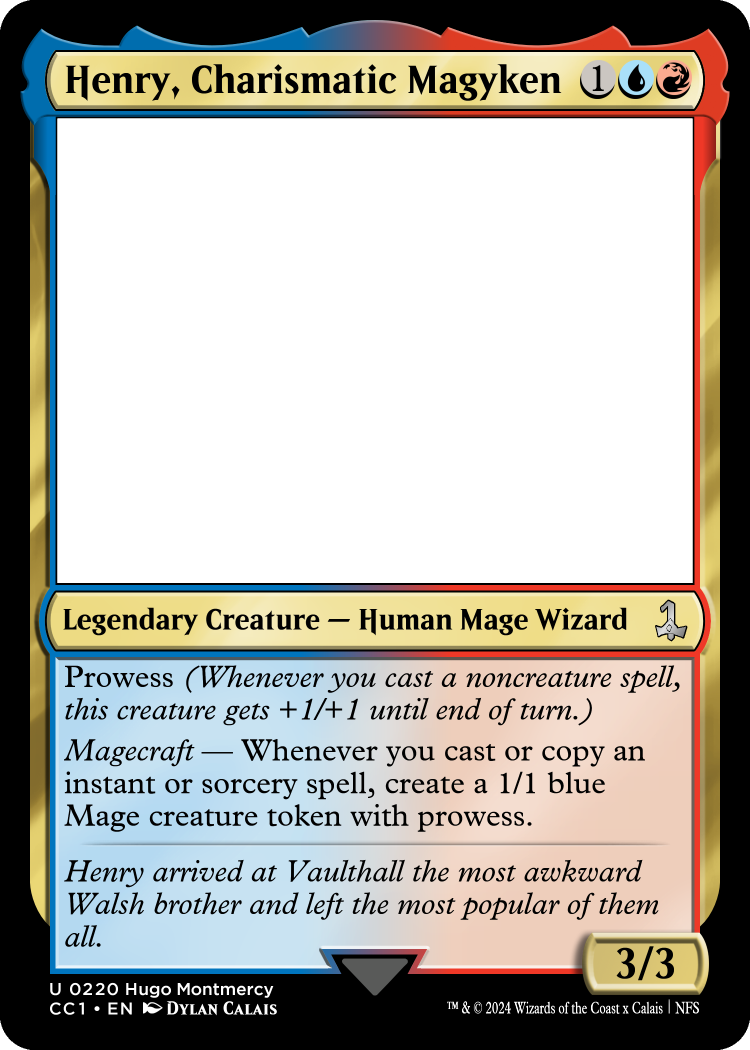 Henry, Charismatic Magyken 1
Legendary Creature — Human Mage Wizard
Prowess (Whenever you cast a noncreature spell,
this creature gets +1/+1 until end of turn.)
Magecraft — Whenever you cast or copy an
instant or sorcery spell, create a 1/1 blue
Mage creature token with prowess.
Henry arrived at Vaulthall the most awkward
Walsh brother and left the most popular of them
all.
3/3
U 0220 Hugo Montmercy
CC1 • EN Dylan Calais
™ & © 2024 Wizards of the Coast x Calais | NFS